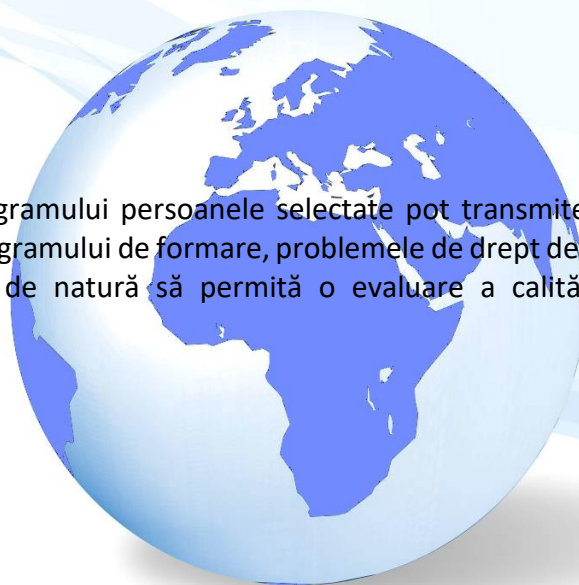 gramului persoanele selectate pot transmite
gramului de formare, problemele de drept de
de natură să permită o evaluare a calită